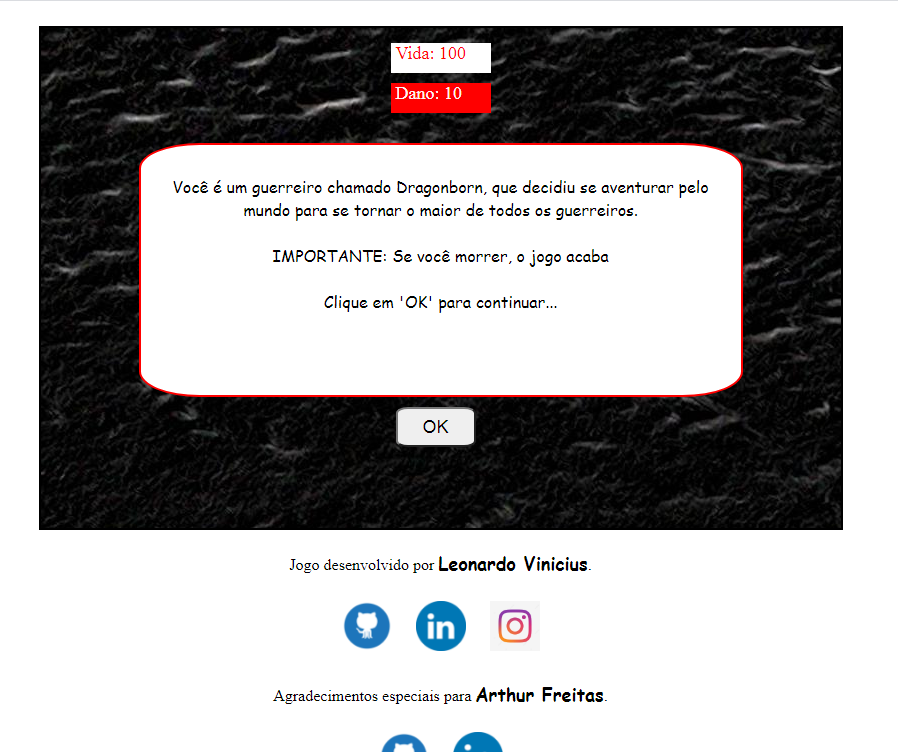 Vida: 100
Dano: 10
Você é um guerreiro chamado Dragonborn, que decidiu se aventurar pelo
mundo para se tornar o maior de todos os guerreiros.
IMPORTANTE: Se você morrer, o jogo acaba
Clique em 'OK' para continuar...
OK
Jogo desenvolvido por Leonardo Vinicius.
in
Agradecimentos especiais para Arthur Freitas.